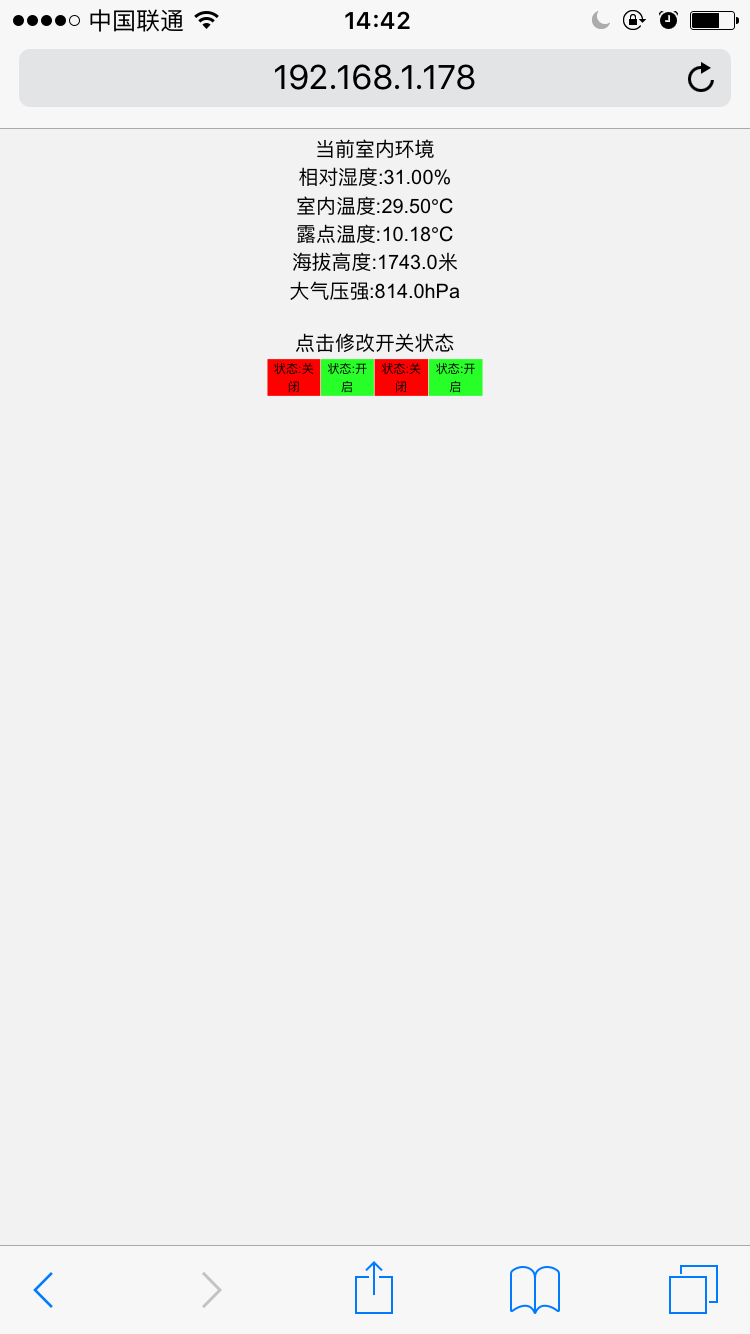 中国联通 14:42
192.168.1.178
当前室内环境
相对湿度:31.00%
室内温度:29.50°C
露点温度:10.18°C
海拔高度:1743.0米
大气压强:814.0hPa
点击修改开关状态
状态:关 状态:开 状态:关 状态:开
闭 启 闭 启